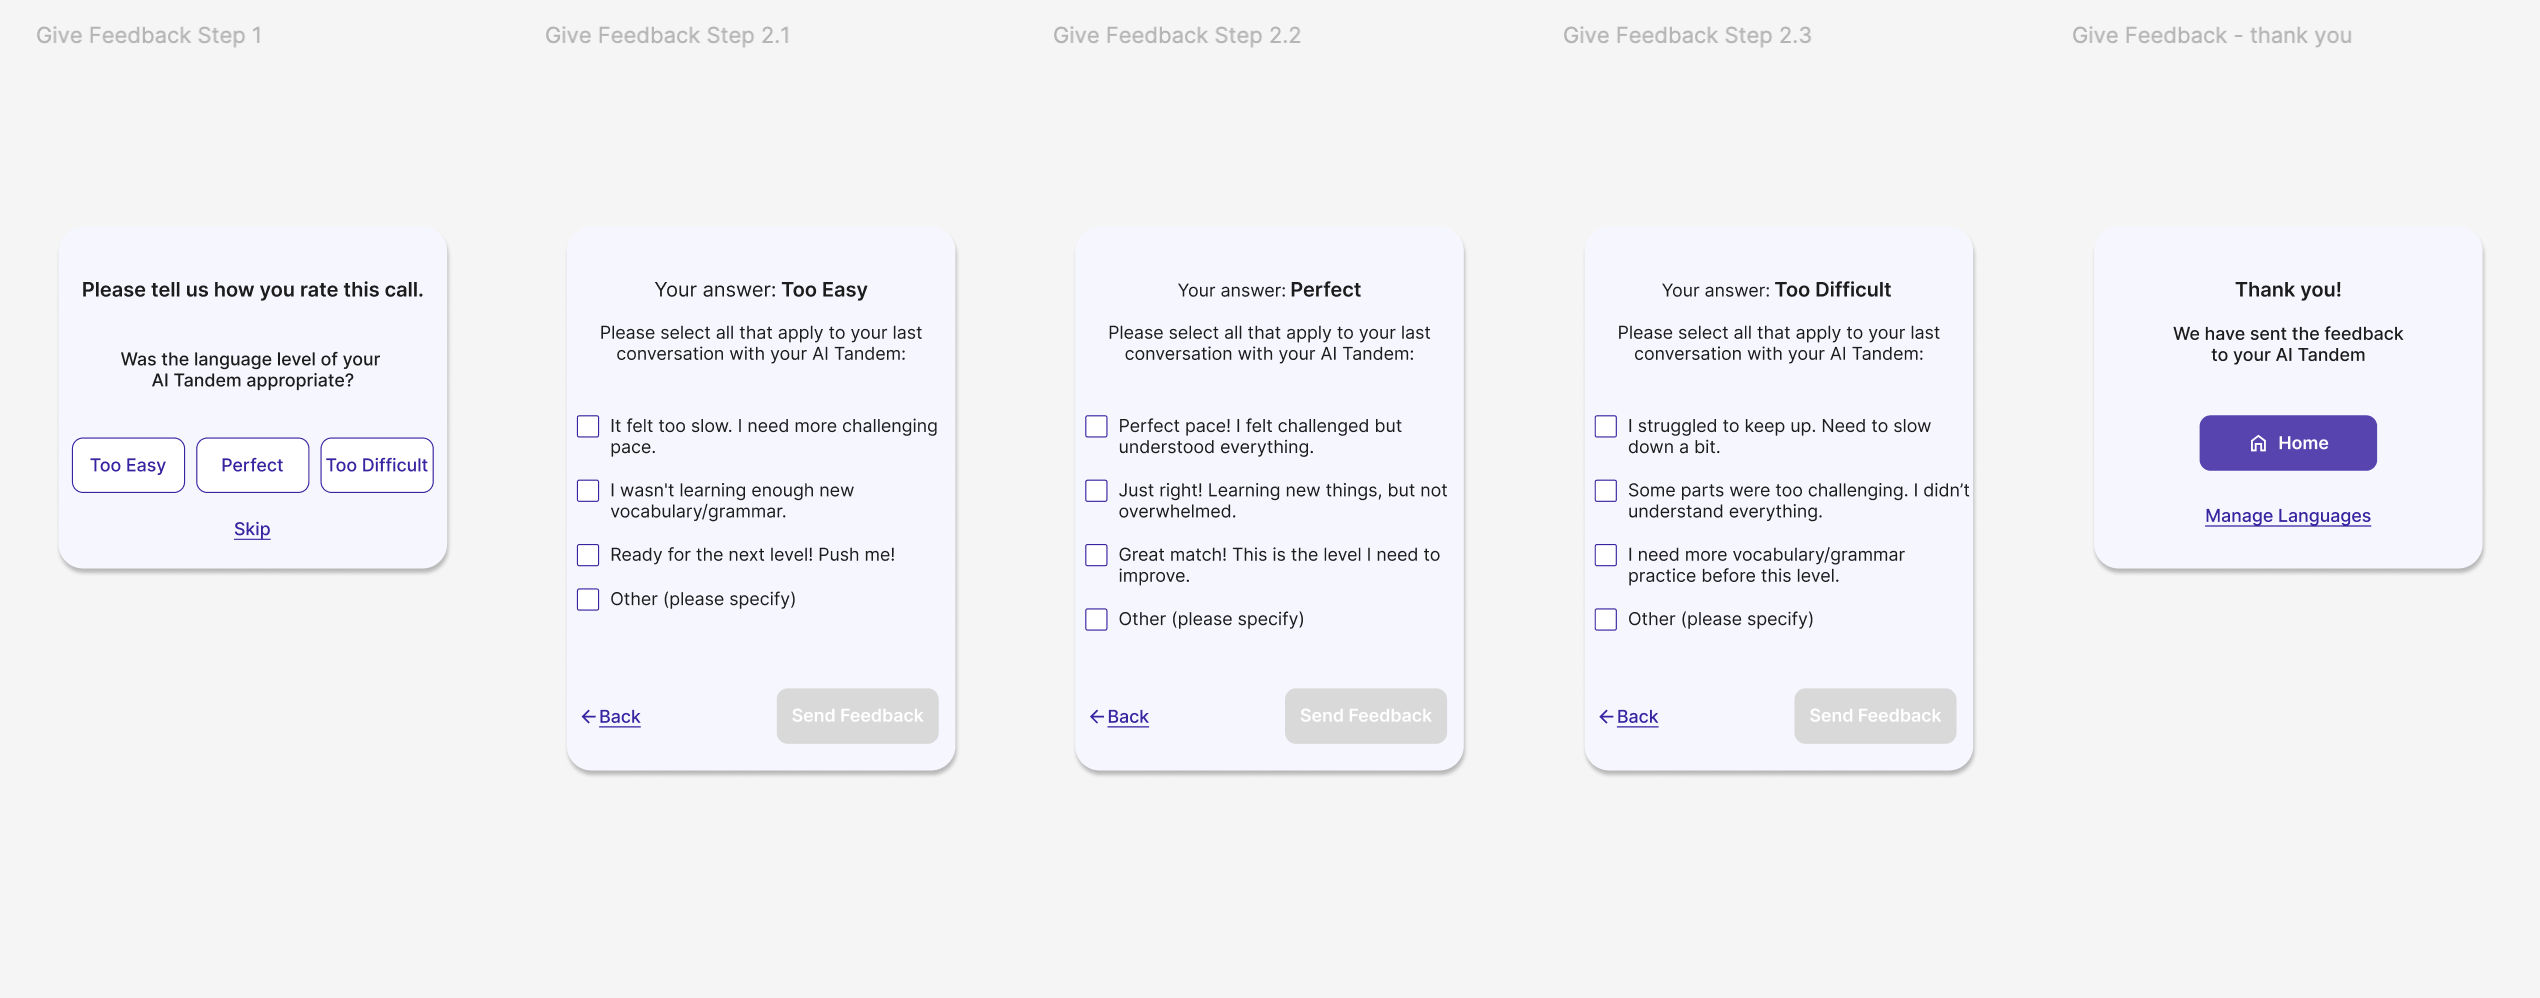 Give Feedback Step 1
Give Feedback Step 2.1
Give Feedback Step 2.2
Give Feedback Step 2.3
Give Feedback - thank you
Please tell us how you rate this call.
Was the language level of your
AI Tandem appropriate?
Too Easy
Perfect
Too Difficult
Skip
Your answer: Too Easy
Please select all that apply to your last
conversation with your AI Tandem:
It felt too slow. I need more challenging
pace.
I wasn't learning enough new
vocabulary/grammar.
Ready for the next level! Push me!
Other (please specify)
Back
Send Feedback
Your answer: Perfect
Please select all that apply to your last
conversation with your AI Tandem:
Perfect pace! I felt challenged but
understood everything.
Just right! Learning new things, but not
overwhelmed.
Great match! This is the level I need to
improve.
Other (please specify)
Back
Send Feedback
Your answer: Too Difficult
Please select all that apply to your last
conversation with your AI Tandem:
I struggled to keep up. Need to slow
down a bit.
Some parts were too challenging. I didn’t
understand everything.
I need more vocabulary/grammar
practice before this level.
Other (please specify)
Back
Send Feedback
Thank you!
We have sent the feedback
to your AI Tandem
Home
Manage Languages